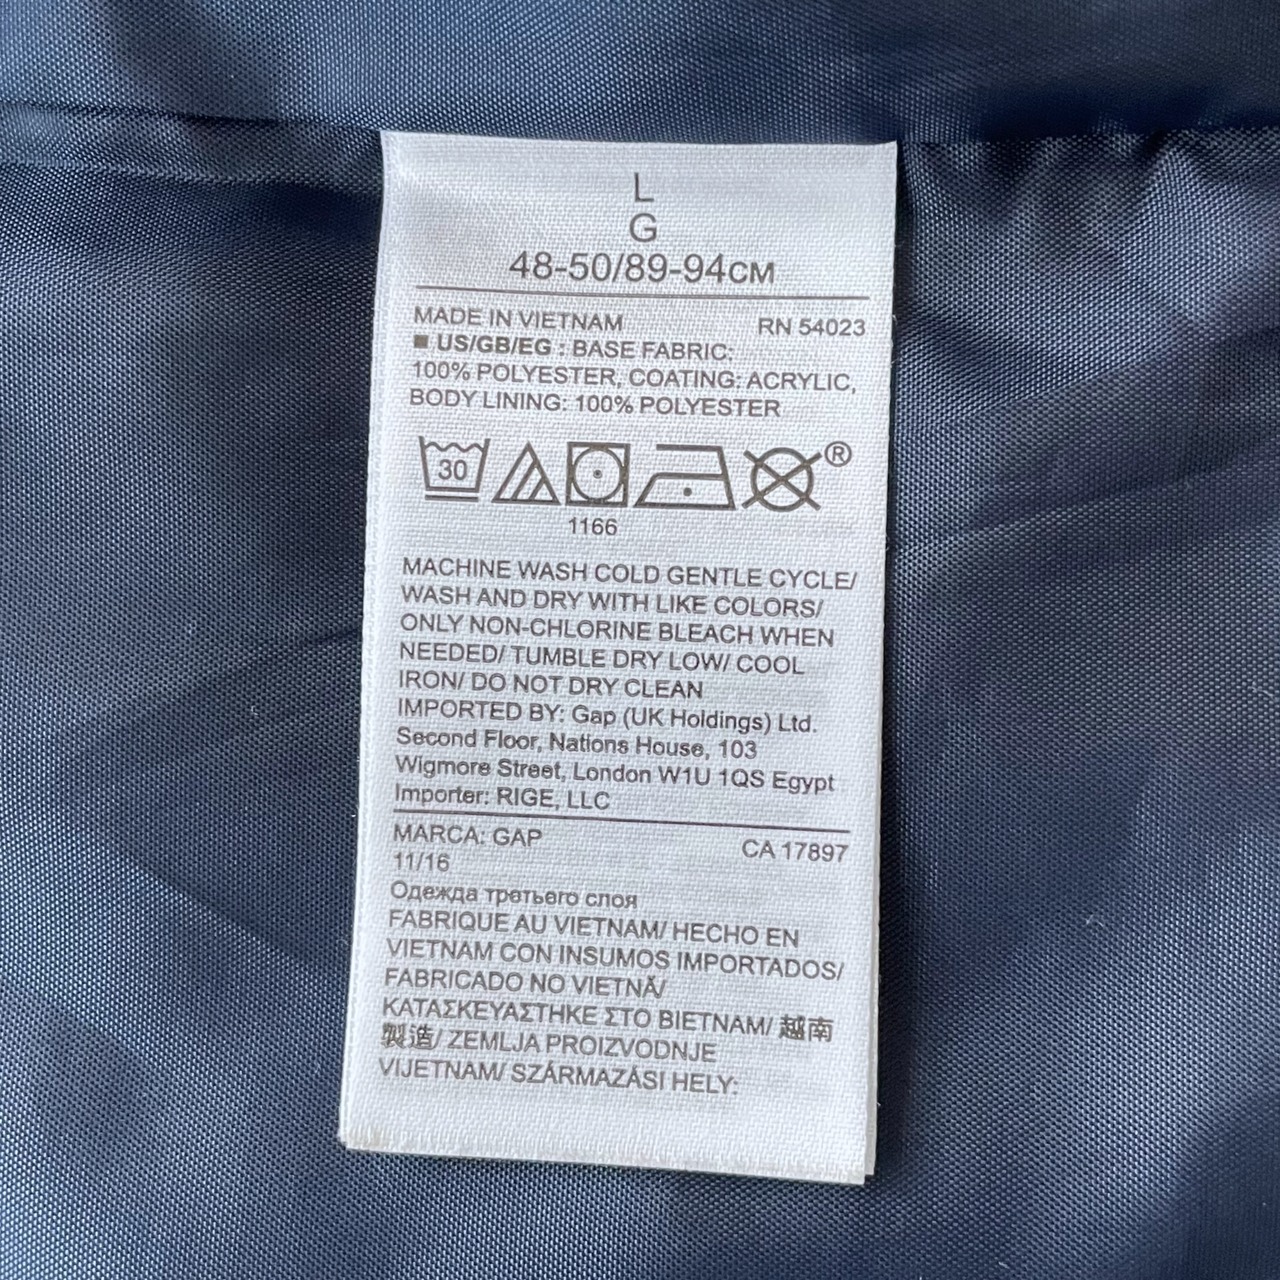 L
G
48-50/89-94CM
MADE IN VIETNAM RN 54023
■ US/GB/EG : BASE FABRIC:
100% POLYESTER, COATING: ACRYLIC,
BODY LINING: 100% POLYESTER
30 ®
1166
MACHINE WASH COLD GENTLE CYCLE/
WASH AND DRY WITH LIKE COLORS/
ONLY NON-CHLORINE BLEACH WHEN
NEEDED/ TUMBLE DRY LOW/ COOL
IRON/ DO NOT DRY CLEAN
IMPORTED BY: Gap (UK Holdings) Ltd.
Second Floor, Nations House, 103
Wigmore Street, London W1U 1QS Egypt
Importer: RIGE, LLC
MARCA: GAP CA 17897
11/16
Одежда третьего слоя
FABRIQUE AU VIETNAM/ HECHO EN
VIETNAM CON INSUMOS IMPORTADOS/
FABRICADO NO VIETNÃ/
ΚΑΤΑΣΚΕΥΑΣΤΗΚΕ ΣΤΟ ΒΙΕΤΝΑΜ/ 越南
製造/ ZEMLJA PROIZVODNJE
VIJETNAM/ SZÁRMAZÁSI HELY: